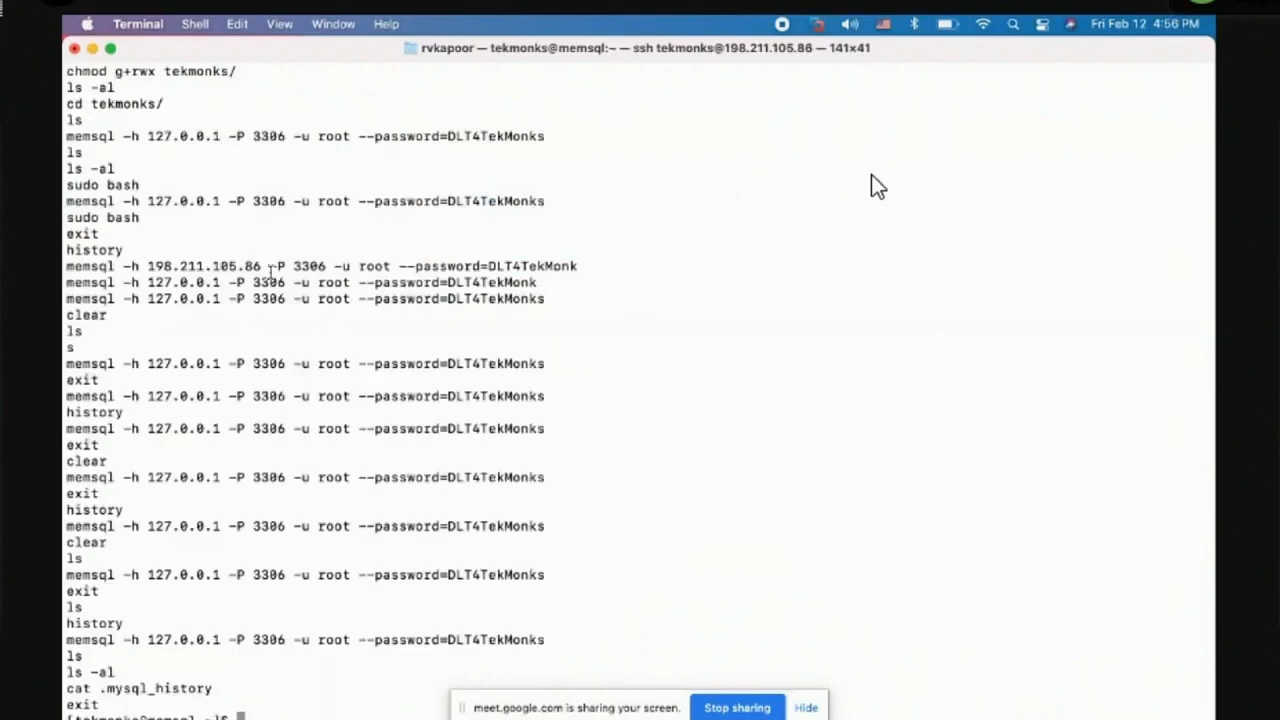 Terminal Shell Edit View Window Help Fri Feb 12 4:56 PM
rvkapoor — tekmonks@memsql:~ — ssh tekmonks@198.211.105.86 — 141×41
chmod g+rwx tekmonks/
ls -al
cd tekmonks/
ls
memsql -h 127.0.0.1 -P 3306 -u root --password=DLT4TekMonks
ls
ls -al
sudo bash
memsql -h 127.0.0.1 -P 3306 -u root --password=DLT4TekMonks
sudo bash
exit
history
memsql -h 198.211.105.86 -P 3306 -u root --password=DLT4TekMonk
memsql -h 127.0.0.1 -P 3306 -u root --password=DLT4TekMonk
memsql -h 127.0.0.1 -P 3306 -u root --password=DLT4TekMonks
clear
ls
s
memsql -h 127.0.0.1 -P 3306 -u root --password=DLT4TekMonks
exit
memsql -h 127.0.0.1 -P 3306 -u root --password=DLT4TekMonks
history
memsql -h 127.0.0.1 -P 3306 -u root --password=DLT4TekMonks
exit
clear
memsql -h 127.0.0.1 -P 3306 -u root --password=DLT4TekMonks
exit
history
memsql -h 127.0.0.1 -P 3306 -u root --password=DLT4TekMonks
clear
ls
memsql -h 127.0.0.1 -P 3306 -u root --password=DLT4TekMonks
exit
ls
history
memsql -h 127.0.0.1 -P 3306 -u root --password=DLT4TekMonks
ls
ls -al
cat .mysql_history
exit
[tekmonks@memsql ~]$
meet.google.com is sharing your screen. Stop sharing Hide